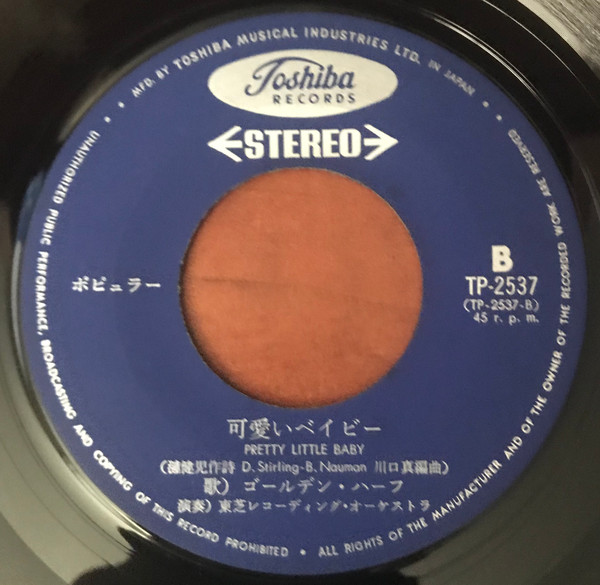 MFD. BY TOSHIBA MUSICAL INDUSTRIES LTD. IN JAPAN
Toshiba
RECORDS
STEREO
ポピュラー
B
TP-2537
(TP-2537-B)
45 r. p. m.
可愛いベイビー
PRETTY LITTLE BABY
(漣健児作詩 D. Stirling-B. Nauman 川口真編曲)
歌) ゴールデン・ハーフ
演奏) 東芝レコーディング・オーケストラ
UNAUTHORIZED PUBLIC PERFORMANCE, BROADCASTING AND COPYING OF THIS RECORD PROHIBITED • ALL RIGHTS OF THE MANUFACTURER AND OF THE OWNER OF THE RECORDED WORK ARE RESERVED